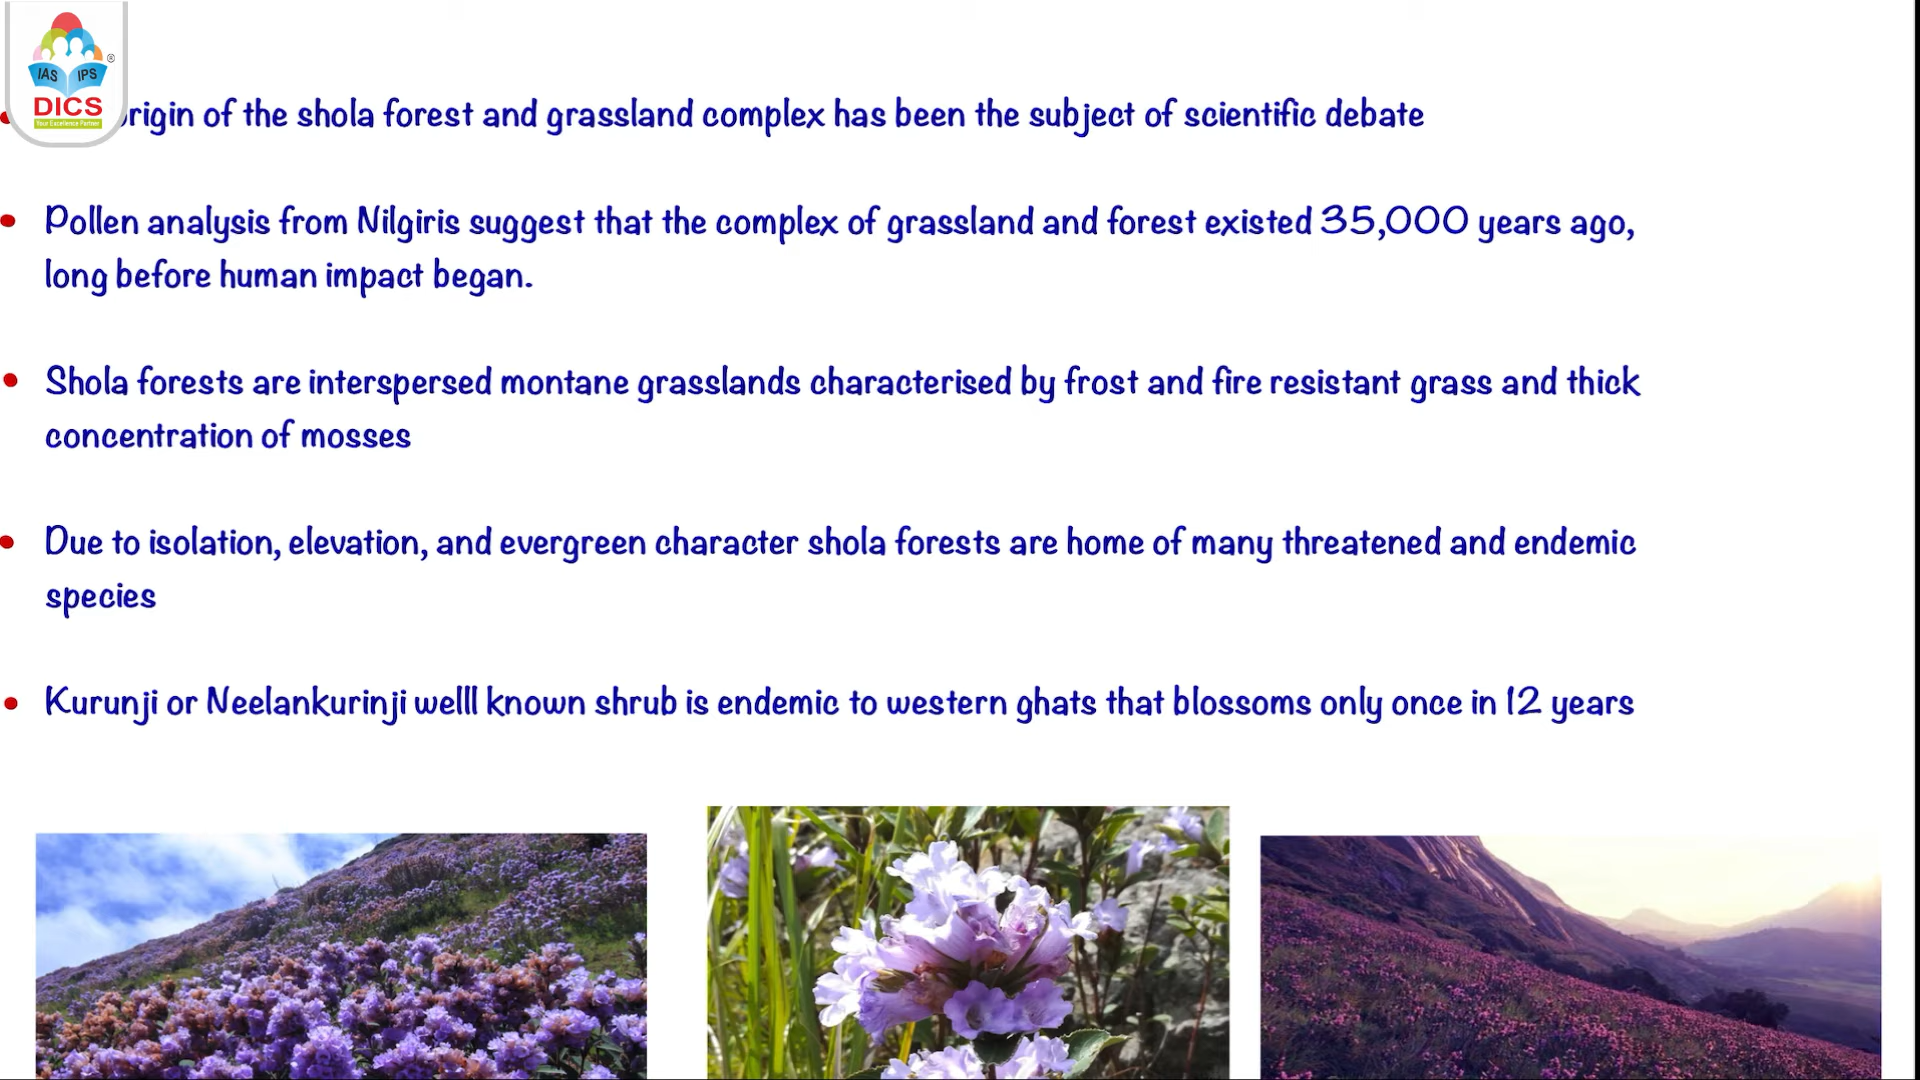 IAS IPS
®
DICS
Your Excellence Partner
rigin of the shola forest and grassland complex has been the subject of scientific debate
Pollen analysis from Nilgiris suggest that the complex of grassland and forest existed 35,000 years ago,
long before human impact began.
Shola forests are interspersed montane grasslands characterised by frost and fire resistant grass and thick
concentration of mosses
Due to isolation, elevation, and evergreen character shola forests are home of many threatened and endemic
species
Kurunji or Neelankurinji welll known shrub is endemic to western ghats that blossoms only once in 12 years